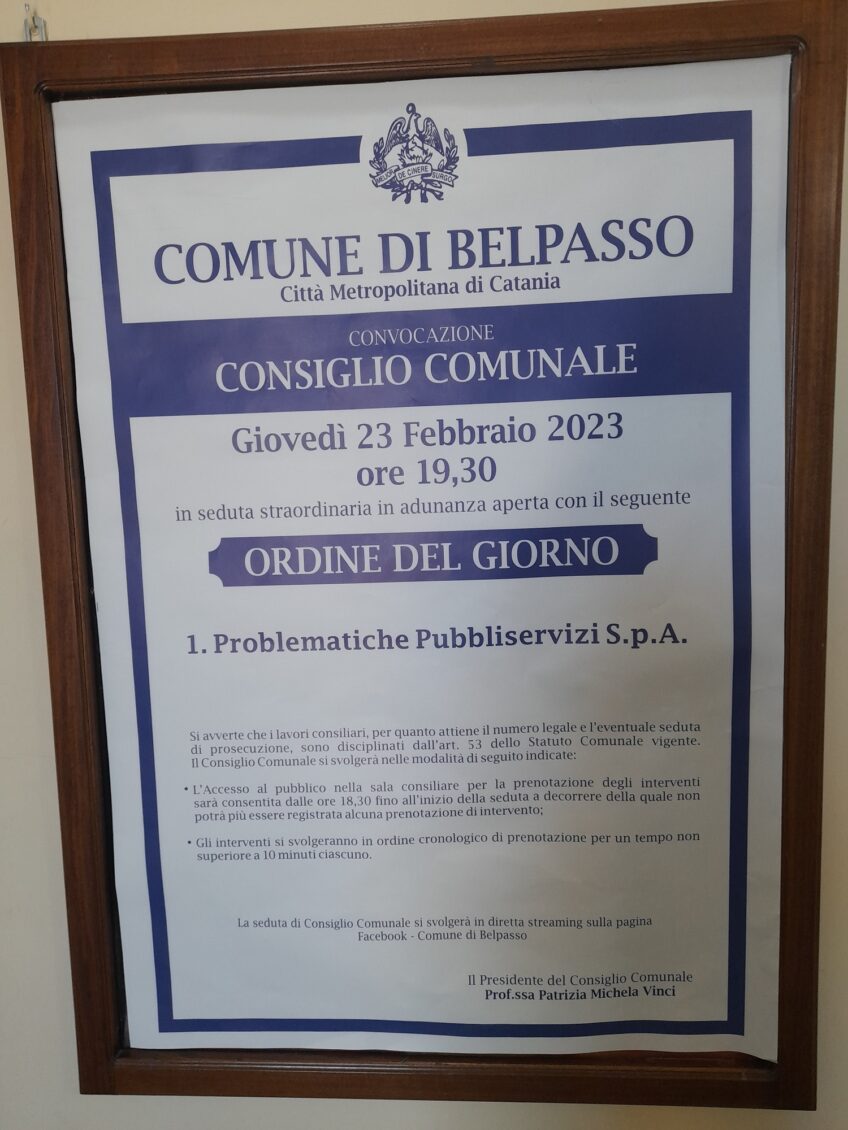 MELIOR DE CINERE SURGO
COMUNE DI BELPASSO
Città Metropolitana di Catania
CONVOCAZIONE
CONSIGLIO COMUNALE
Giovedì 23 Febbraio 2023
ore 19,30
in seduta straordinaria in adunanza aperta con il seguente
ORDINE DEL GIORNO
1. Problematiche Pubbliservizi S.p.A.
Si avverte che i lavori consiliari, per quanto attiene il numero legale e l'eventuale seduta
di prosecuzione, sono disciplinati dall'art. 53 dello Statuto Comunale vigente.
Il Consiglio Comunale si svolgerà nelle modalità di seguito indicate:
• L'Accesso al pubblico nella sala consiliare per la prenotazione degli interventi
sarà consentita dalle ore 18,30 fino all'inizio della seduta a decorrere della quale non
potrà più essere registrata alcuna prenotazione di intervento;
• Gli interventi si svolgeranno in ordine cronologico di prenotazione per un tempo non
superiore a 10 minuti ciascuno.
La seduta di Consiglio Comunale si svolgerà in diretta streaming sulla pagina
Facebook - Comune di Belpasso
Il Presidente del Consiglio Comunale
Prof.ssa Patrizia Michela Vinci